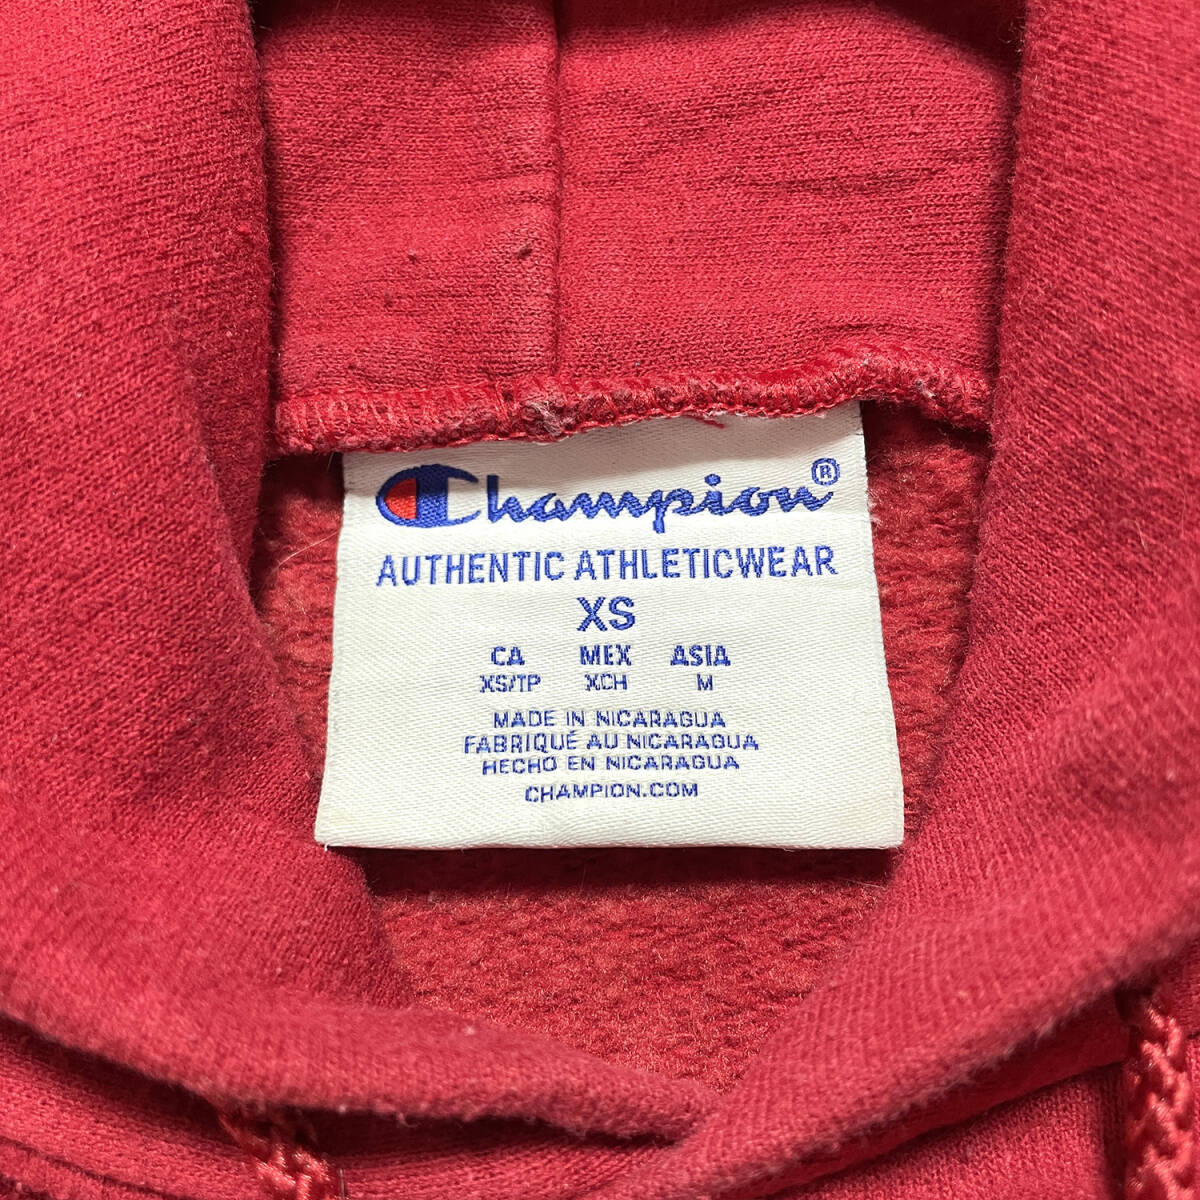 Champion®
AUTHENTIC ATHLETICWEAR
XS
CA MEX ASIA
XS/TP XCH M
MADE IN NICARAGUA
FABRIQUÉ AU NICARAGUA
HECHO EN NICARAGUA
CHAMPION.COM